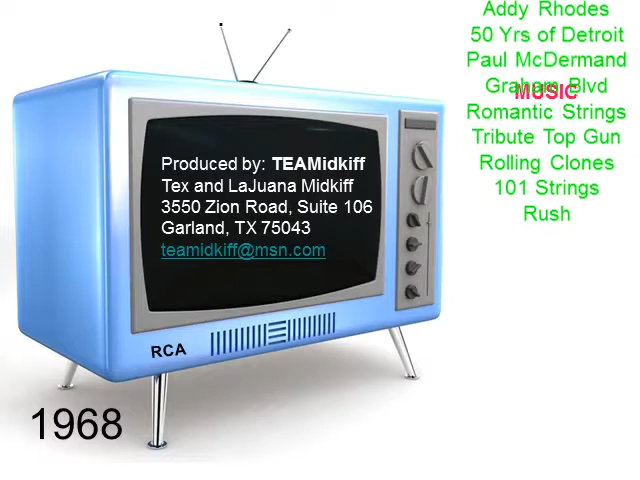 Addy Rhodes
50 Yrs of Detroit
Paul McDermand
Graham Blvd
MUSIC
Romantic Strings
Tribute Top Gun
Rolling Clones
101 Strings
Rush
Produced by: TEAMidkiff
Tex and LaJuana Midkiff
3550 Zion Road, Suite 106
Garland, TX 75043
teamidkiff@msn.com
RCA
1968